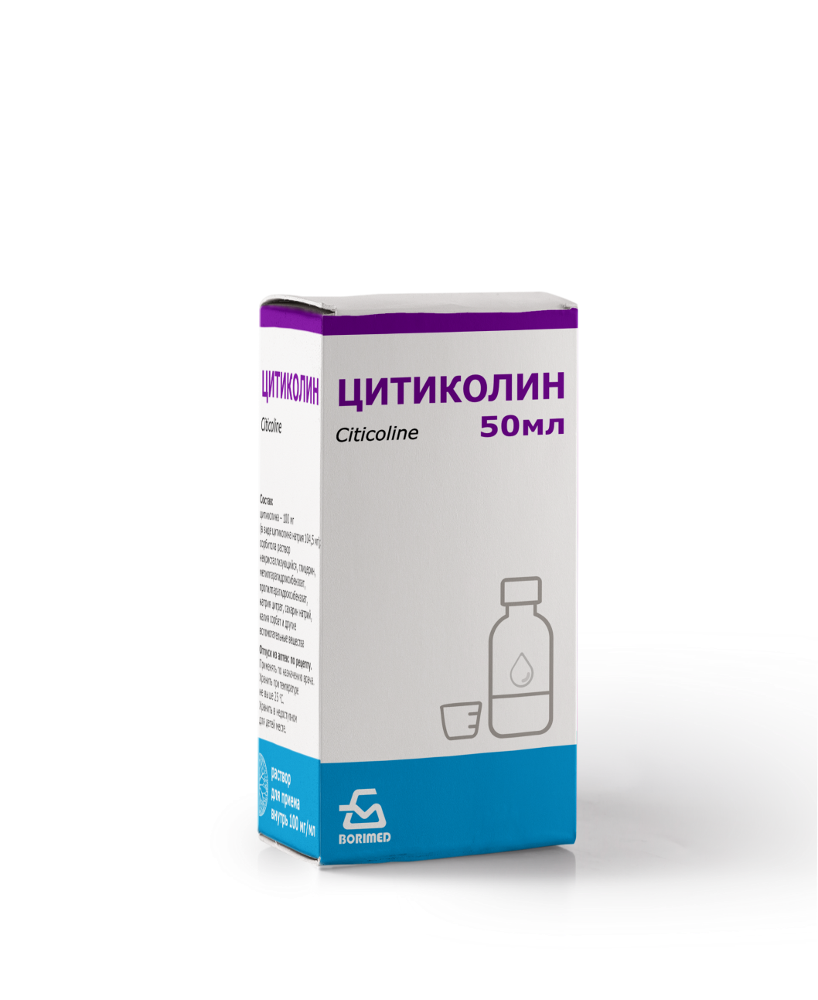 ЦИТИКОЛИН
Citicoline
50мл
BORIMED
ЦИТИКОЛИН
Citicoline
Состав:
цитиколина – 100 мг
(в виде цитиколина натрия 104,5 мг);
сорбитола раствор
некристаллизующийся, глицерин,
метилпарагидроксибензоат,
пропилпарагидроксибензоат,
натрия цитрат, сахарин натрий,
калия сорбат и другие
вспомогательные вещества
Отпуск из аптек: по рецепту.
Применять по назначению врача.
Хранить при температуре
не выше 25 °С.
Хранить в недоступном
для детей месте.
раствор
для приема
внутрь 100 мг/мл